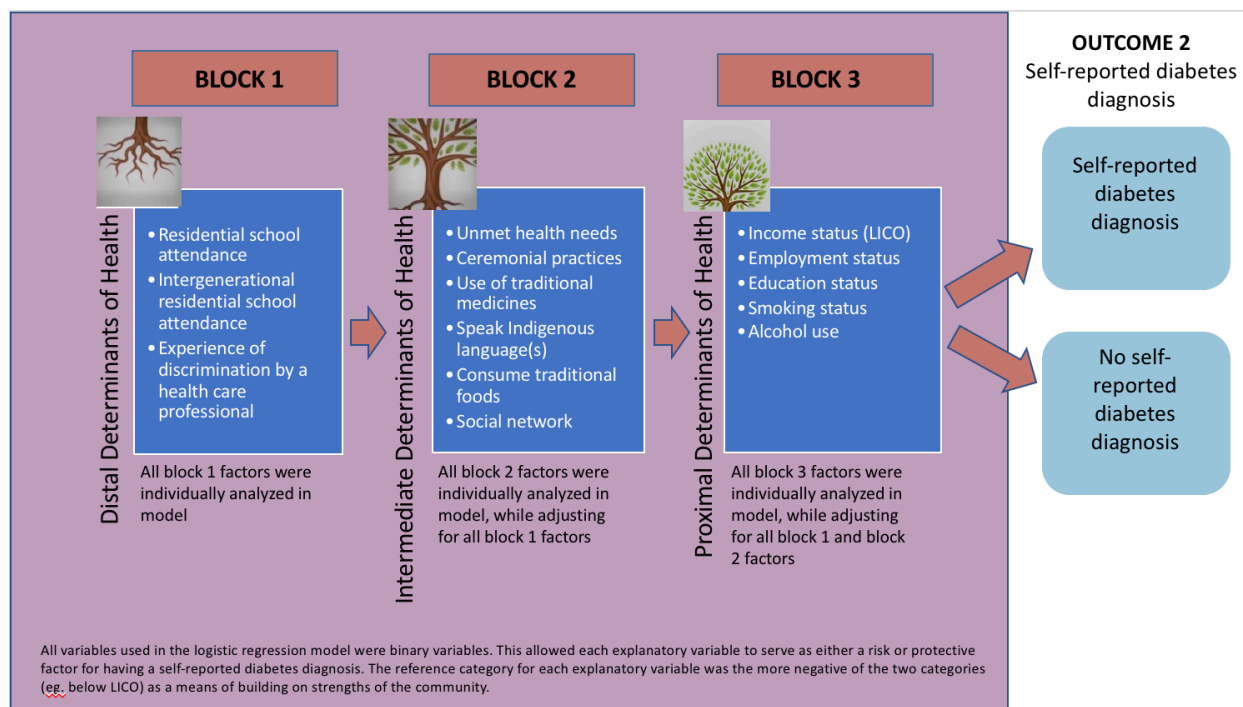 OUTCOME 2
Self-reported diabetes
diagnosis
BLOCK 1
BLOCK 2
BLOCK 3
Distal Determinants of Health
• Residential school
attendance
• Intergenerational
residential school
attendance
• Experience of
discrimination by a
health care
professional
All block 1 factors were
individually analyzed in
model
Intermediate Determinants of Health
• Unmet health needs
• Ceremonial practices
• Use of traditional
medicines
• Speak Indigenous
language(s)
• Consume traditional
foods
• Social network
All block 2 factors were
individually analyzed in
model, while adjusting
for all block 1 factors
Proximal Determinants of Health
• Income status (LICO)
• Employment status
• Education status
• Smoking status
• Alcohol use
All block 3 factors were
individually analyzed in
model, while adjusting
for all block 1 and block
2 factors
Self-reported
diabetes
diagnosis
No self-
reported
diabetes
diagnosis
All variables used in the logistic regression model were binary variables. This allowed each explanatory variable to serve as either a risk or protective
factor for having a self-reported diabetes diagnosis. The reference category for each explanatory variable was the more negative of the two categories
(eg. below LICO) as a means of building on strengths of the community.